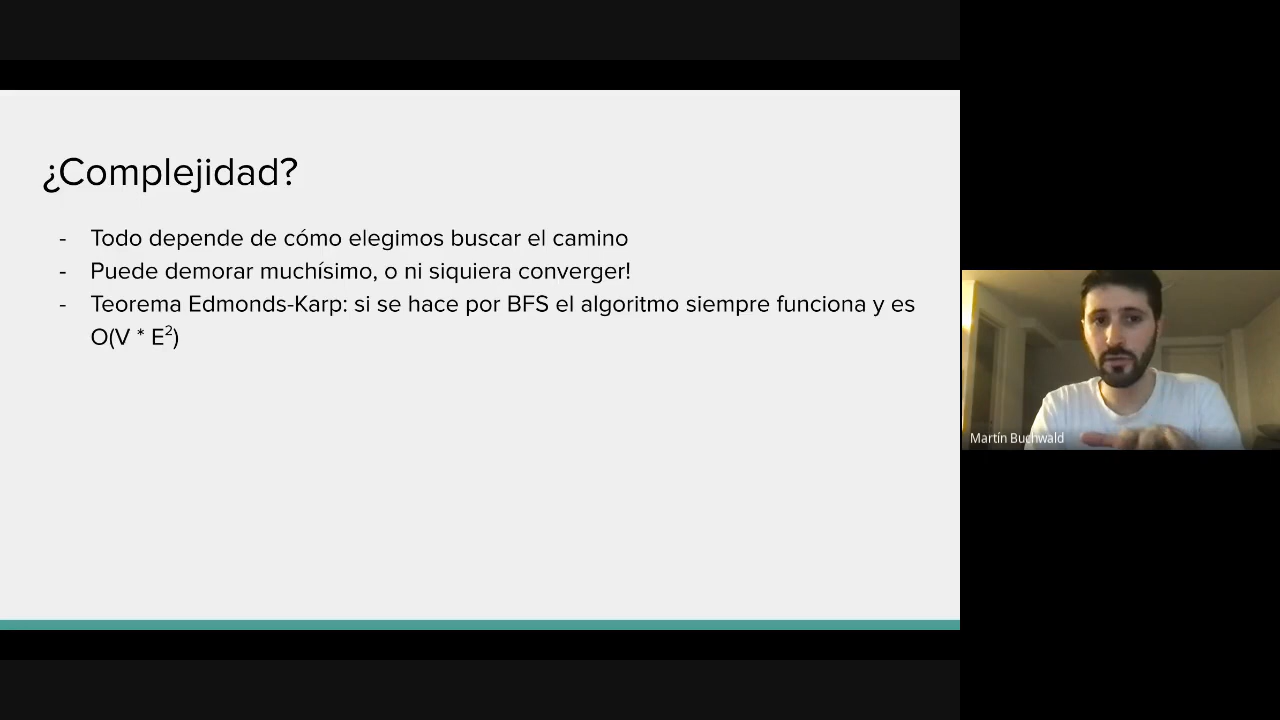 ¿Complejidad?
- Todo depende de cómo elegimos buscar el camino
- Puede demorar muchísimo, o ni siquiera converger!
- Teorema Edmonds-Karp: si se hace por BFS el algoritmo siempre funciona y es
O(V * E²)
Martín Buchwald